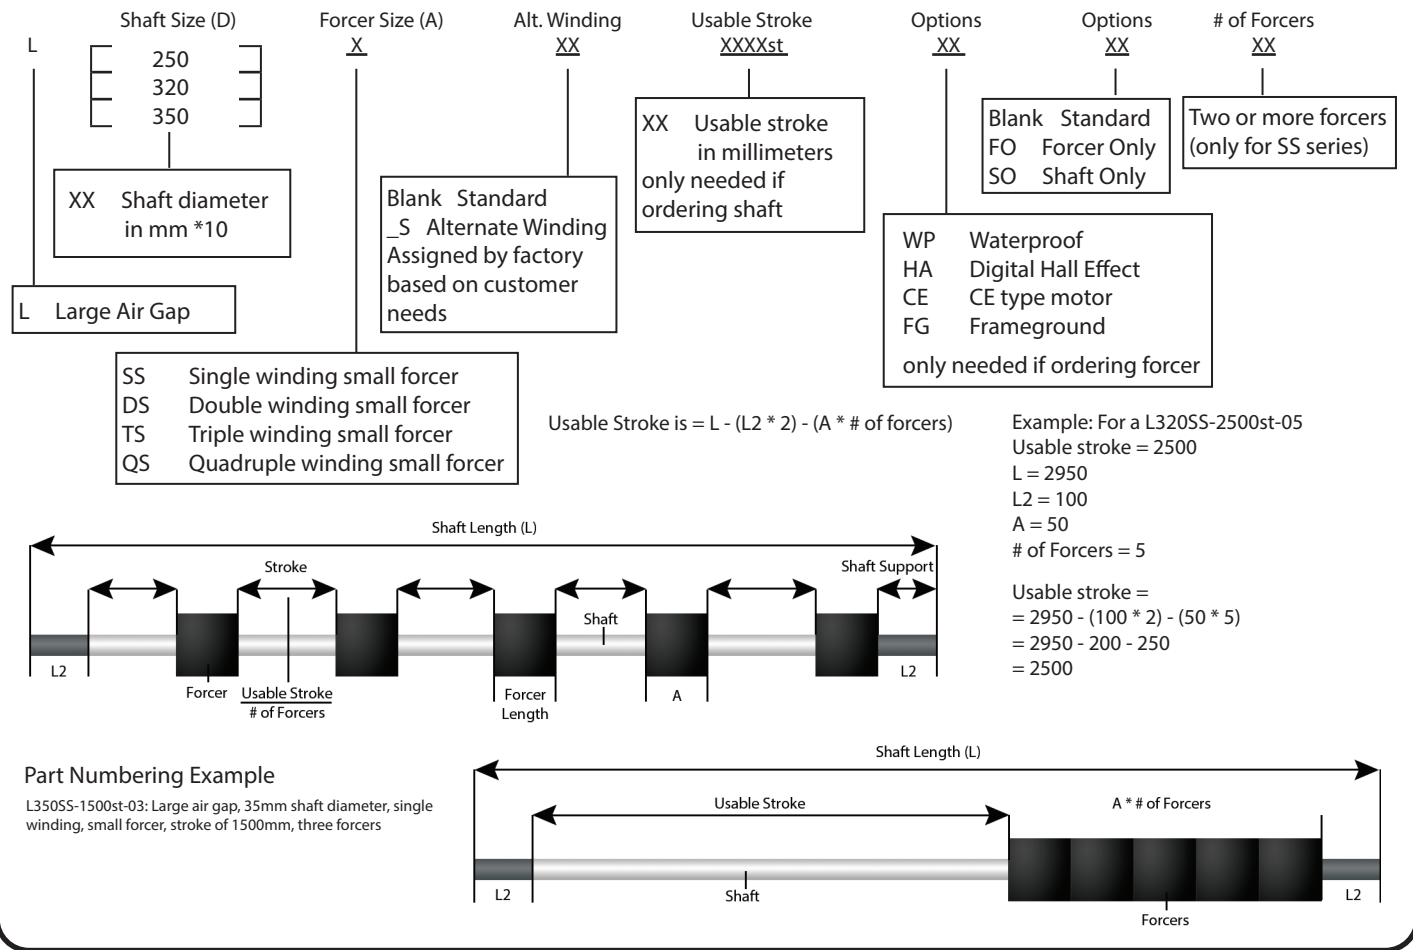 Shaft Size (D)
Forcer Size (A)
Alt. Winding
Usable Stroke
Options
Options
# of Forcers
L
X
XX
XXXXst
XX
XX
XX
250
320
350
XX Shaft diameter
in mm *10
L Large Air Gap
Blank Standard
_S Alternate Winding
Assigned by factory
based on customer
needs
XX Usable stroke
in millimeters
only needed if
ordering shaft
Blank Standard
FO Forcer Only
SO Shaft Only
Two or more forcers
(only for SS series)
WP Waterproof
HA Digital Hall Effect
CE CE type motor
FG Frameground
only needed if ordering forcer
SS Single winding small forcer
DS Double winding small forcer
TS Triple winding small forcer
QS Quadruple winding small forcer
Usable Stroke is = L - (L2 * 2) - (A * # of forcers)
Example: For a L320SS-2500st-05
Usable stroke = 2500
L = 2950
L2 = 100
A = 50
# of Forcers = 5
Usable stroke =
= 2950 - (100 * 2) - (50 * 5)
= 2950 - 200 - 250
= 2500
Shaft Length (L)
Stroke
Shaft Support
Shaft
L2
L2
Forcer
Usable Stroke
# of Forcers
Forcer
Length
A
Part Numbering Example
L350SS-1500st-03: Large air gap, 35mm shaft diameter, single
winding, small forcer, stroke of 1500mm, three forcers
Shaft Length (L)
Usable Stroke
A * # of Forcers
L2
Shaft
L2
Forcers